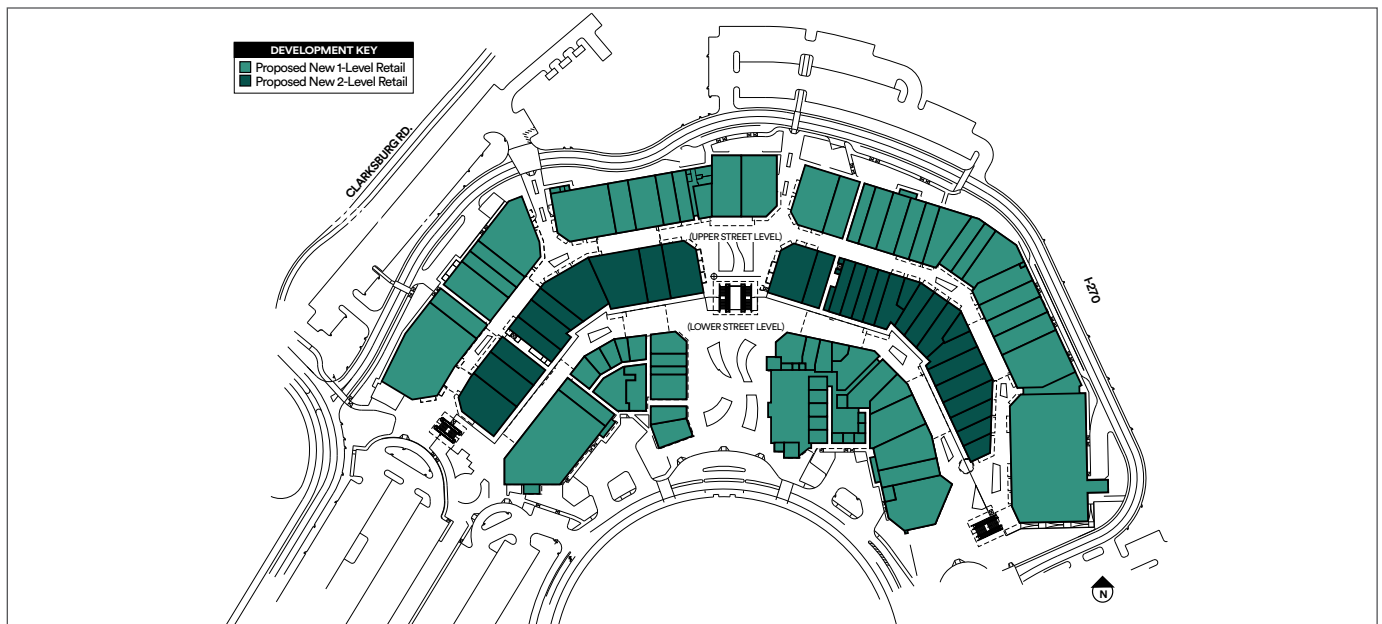 DEVELOPMENT KEY
Proposed New 1-Level Retail
Proposed New 2-Level Retail
CLARKSBURG RD.
(UPPER STREET LEVEL)
I-270
(LOWER STREET LEVEL)
N